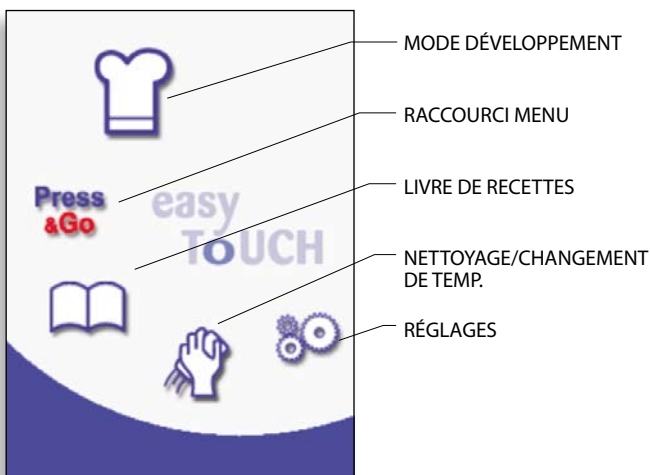 MODE DÉVELOPPEMENT
RACCOURCI MENU
Press
&Go
easy
ToUCH
LIVRE DE RECETTES
NETTOYAGE/CHANGEMENT
DE TEMP.
RÉGLAGES